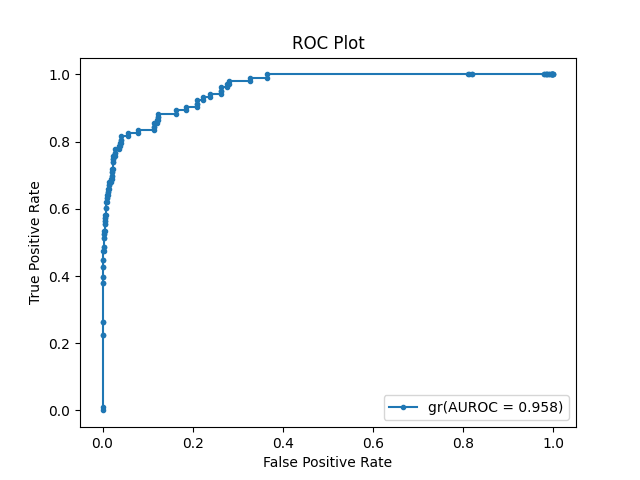 ROC Plot
True Positive Rate
1.0
0.8
0.6
0.4
0.2
0.0
gr(AUROC = 0.958)
0.0 0.2 0.4 0.6 0.8 1.0
False Positive Rate